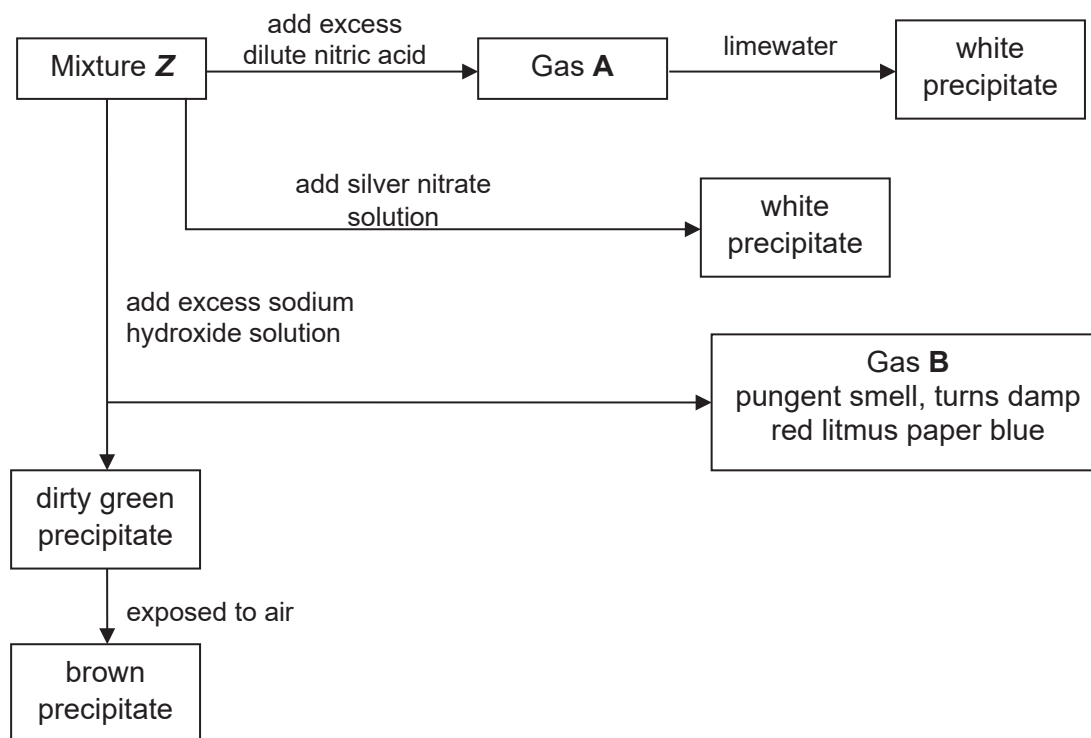 add excess
dilute nitric acid
Mixture Z
Gas A
limewater
white
precipitate
add silver nitrate
solution
white
precipitate
add excess sodium
hydroxide solution
Gas B
pungent smell, turns damp
red litmus paper blue
dirty green
precipitate
exposed to air
brown
precipitate